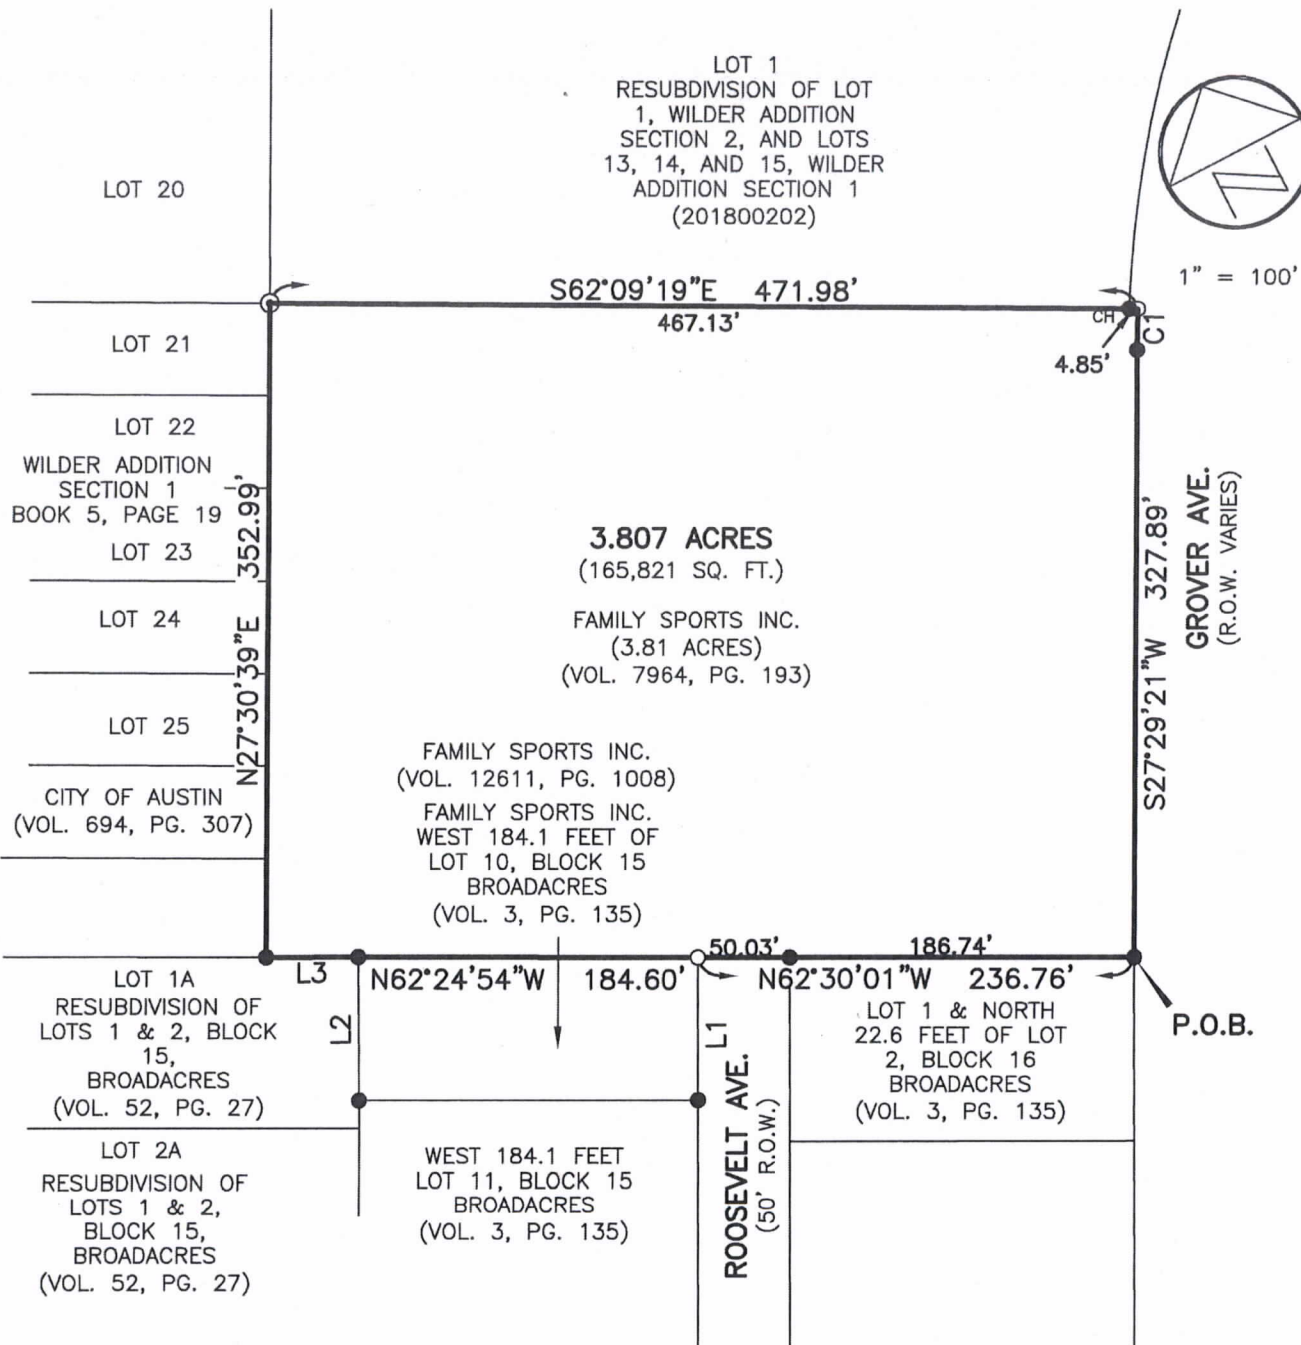 LOT 1
RESUBDIVISION OF LOT
1, WILDER ADDITION
SECTION 2, AND LOTS
13, 14, AND 15, WILDER
ADDITION SECTION 1
(201800202)
N
1" = 100'
LOT 20
S62°09'19"E 471.98'
467.13'
CH
C1
4.85'
LOT 21
LOT 22
WILDER ADDITION
SECTION 1
BOOK 5, PAGE 19
LOT 23
LOT 24
LOT 25
CITY OF AUSTIN
(VOL. 694, PG. 307)
N27°30'39"E 352.99'
3.807 ACRES
(165,821 SQ. FT.)
FAMILY SPORTS INC.
(3.81 ACRES)
(VOL. 7964, PG. 193)
S27°29'21"W 327.89'
GROVER AVE.
(R.O.W. VARIES)
FAMILY SPORTS INC.
(VOL. 12611, PG. 1008)
FAMILY SPORTS INC.
WEST 184.1 FEET OF
LOT 10, BLOCK 15
BROADACRES
(VOL. 3, PG. 135)
50.03'
186.74'
L3
N62°24'54"W 184.60'
N62°30'01"W 236.76'
P.O.B.
LOT 1A
RESUBDIVISION OF
LOTS 1 & 2, BLOCK
15,
BROADACRES
(VOL. 52, PG. 27)
L2
L1
LOT 1 & NORTH
22.6 FEET OF LOT
2, BLOCK 16
BROADACRES
(VOL. 3, PG. 135)
LOT 2A
RESUBDIVISION OF
LOTS 1 & 2,
BLOCK 15,
BROADACRES
(VOL. 52, PG. 27)
WEST 184.1 FEET
LOT 11, BLOCK 15
BROADACRES
(VOL. 3, PG. 135)
ROOSEVELT AVE.
(50' R.O.W.)